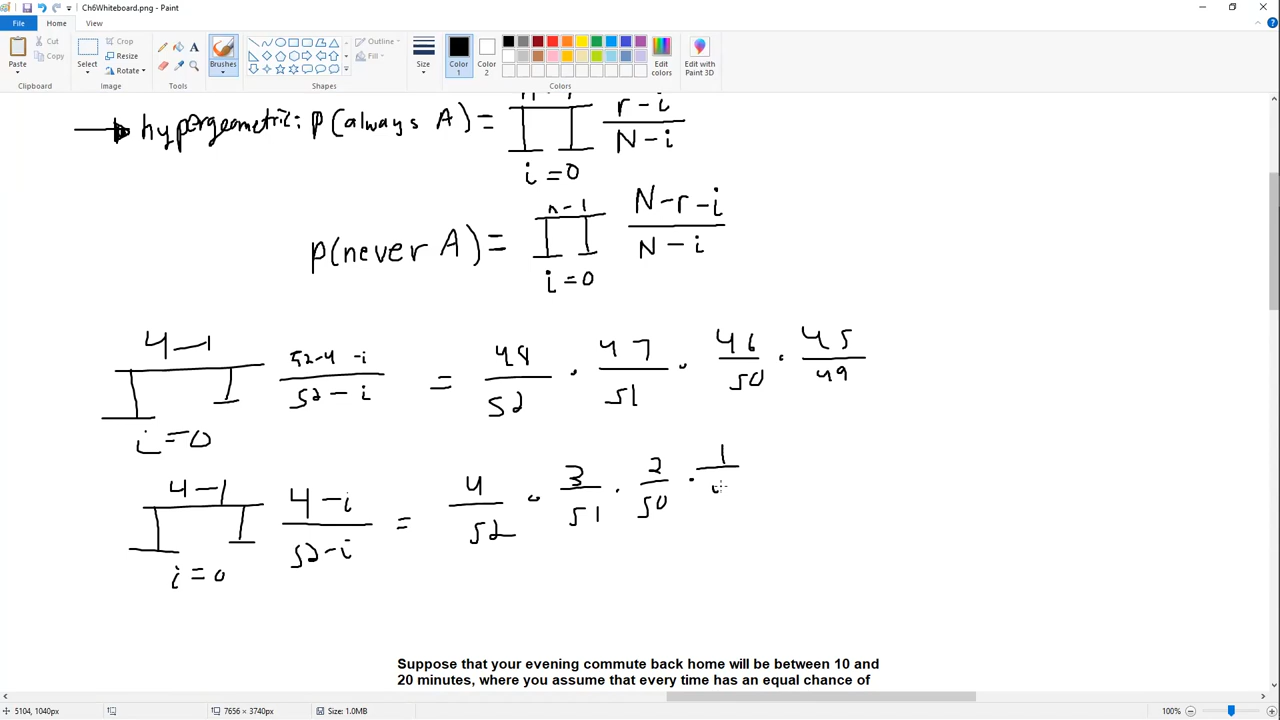 Ch6Whiteboard.png - Paint
File Home View
Paste Cut Copy Clipboard
Select Crop Resize Rotate Image
Tools
Brushes
Shapes Outline Fill
Size
Color 1 Color 2 Colors
Edit colors
Edit with Paint 3D
→ hypergeometric: P(always A) = ∏ i=0 r-i / N-i
P(never A) = ∏ n-1 i=0 N-r-i / N-i
4-1 ∏ i=0 52-4-i / 52-i = 48/52 · 47/51 · 46/50 · 45/49
4-1 ∏ i=0 4-i / 52-i = 4/52 · 3/51 · 2/50 · 1/
Suppose that your evening commute back home will be between 10 and
20 minutes, where you assume that every time has an equal chance of
5104, 1040px 7656 × 3740px Size: 1.0MB 100%